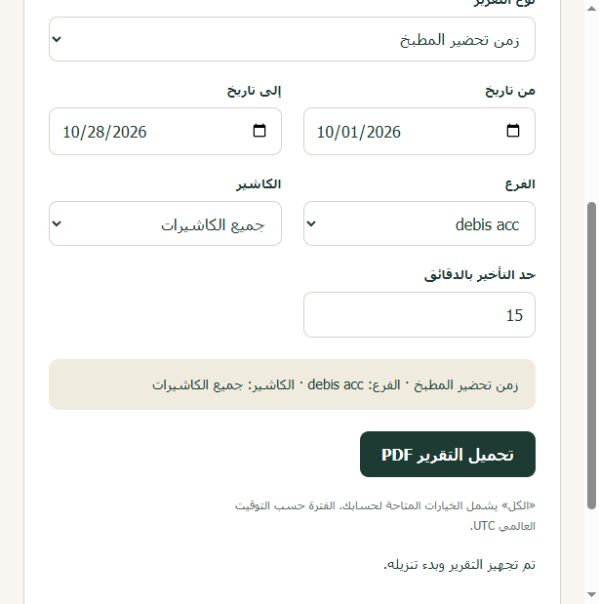 نوع التقرير
زمن تحضير المطبخ
من تاريخ
إلى تاريخ
10/01/2026
10/28/2026
الفرع
الكاشير
debis acc
جميع الكاشيرات
حد التأخير بالدقائق
15
زمن تحضير المطبخ · الفرع: debis acc · الكاشير: جميع الكاشيرات
تحميل التقرير PDF
«الكل» يشمل الخيارات المتاحة لحسابك. الفترة حسب التوقيت
العالمي UTC.
تم تجهيز التقرير وبدء تنزيله.